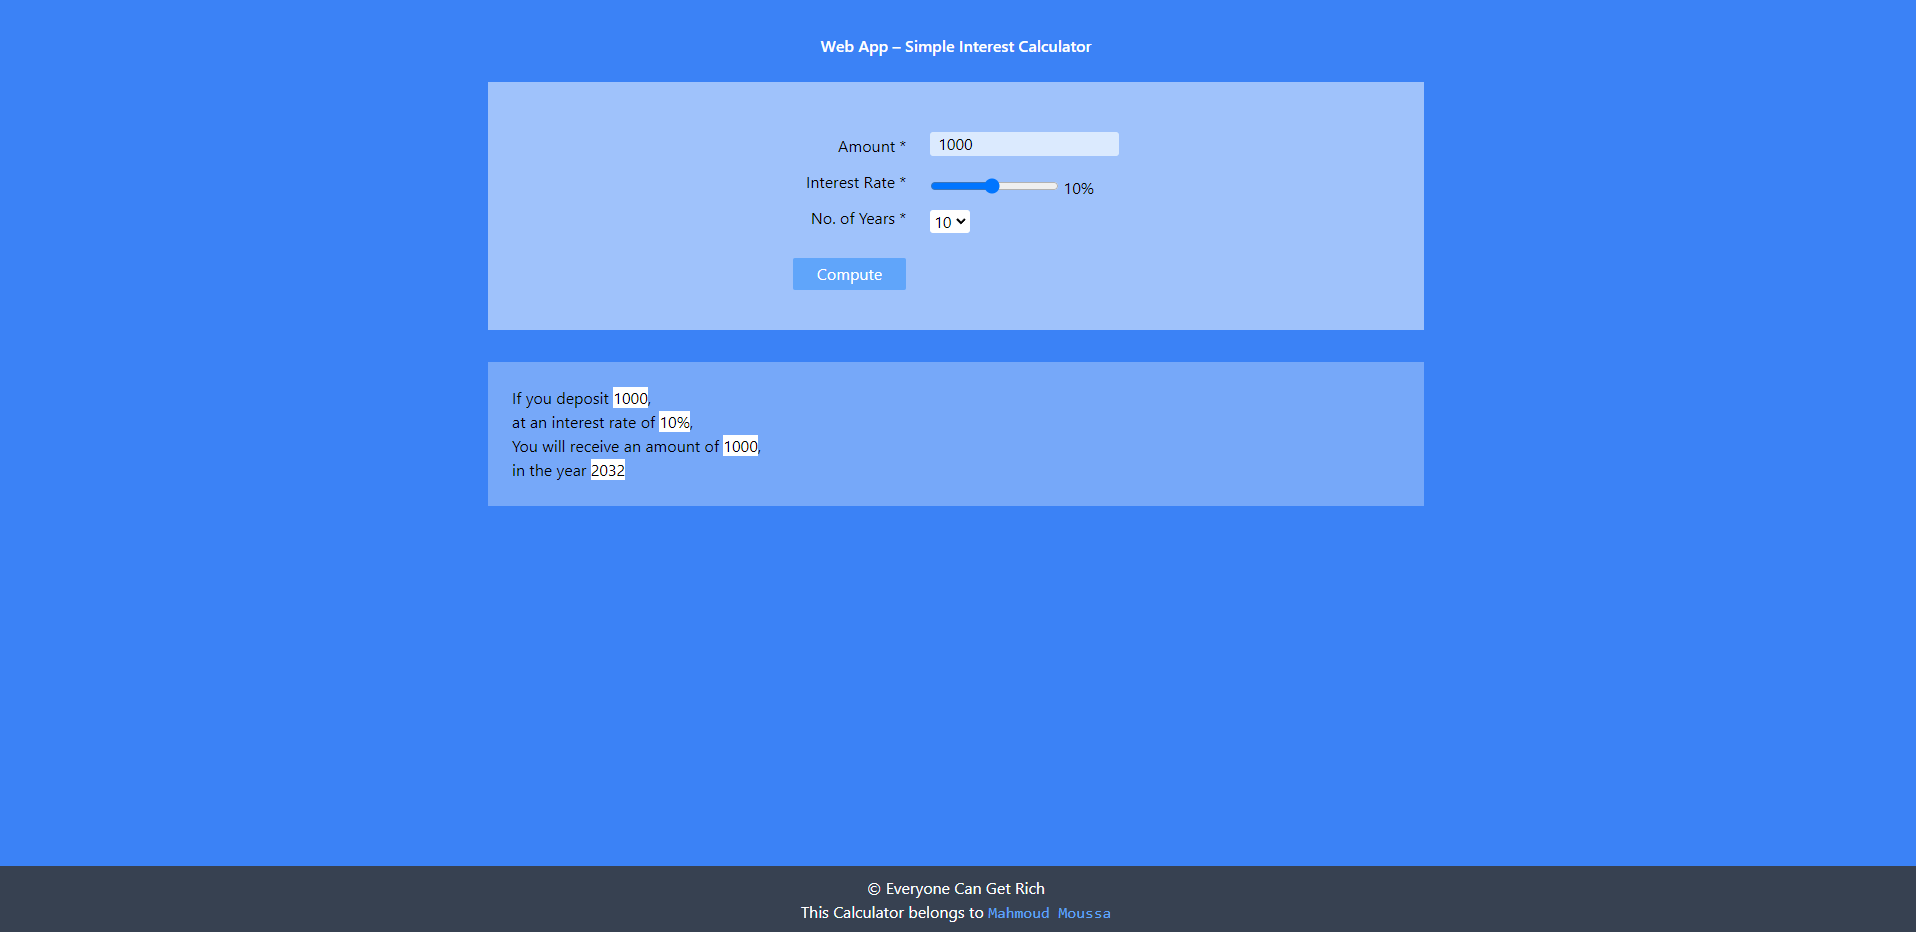 Web App – Simple Interest Calculator
Amount * 1000
Interest Rate * 10%
No. of Years * 10
Compute
If you deposit 1000,
at an interest rate of 10%,
You will receive an amount of 1000,
in the year 2032
© Everyone Can Get Rich
This Calculator belongs to Mahmoud Moussa